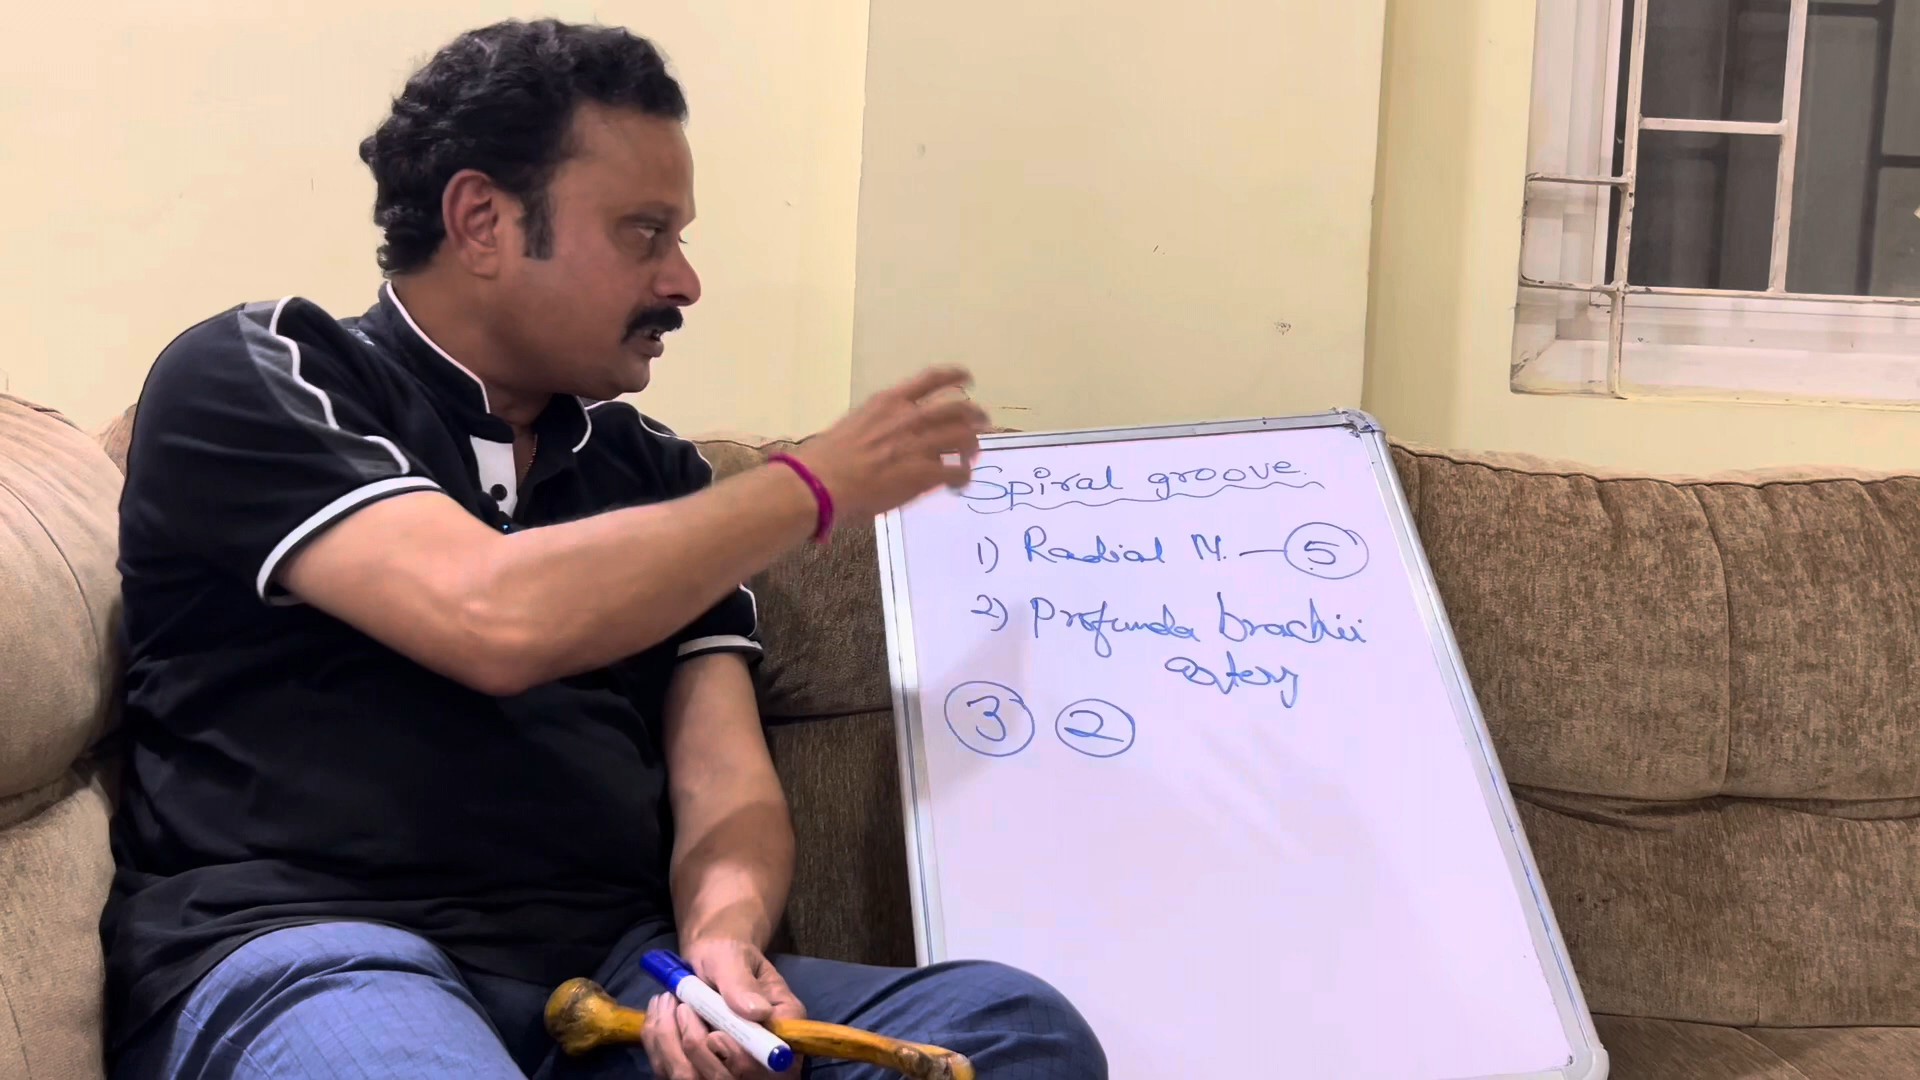 Spiral groove.
1) Radial N. — 5
2) Profunda brachii
artery
3 2